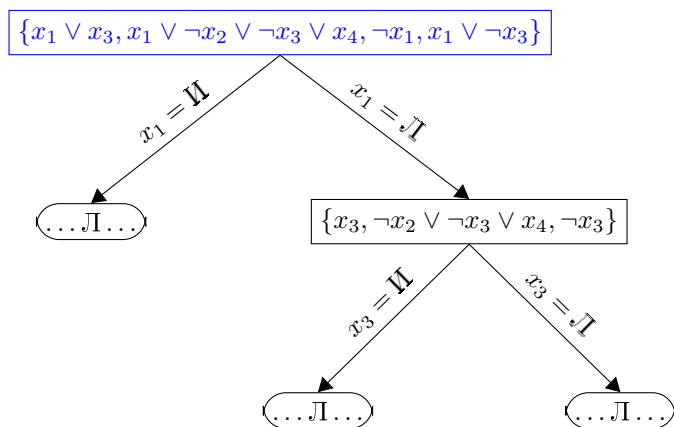 {x₁ ∨ x₃, x₁ ∨ ¬x₂ ∨ ¬x₃ ∨ x₄, ¬x₁, x₁ ∨ ¬x₃}
x₁ = И
x₁ = Л
...Л...
{x₃, ¬x₂ ∨ ¬x₃ ∨ x₄, ¬x₃}
x₃ = И
x₃ = Л
...Л...
...Л...